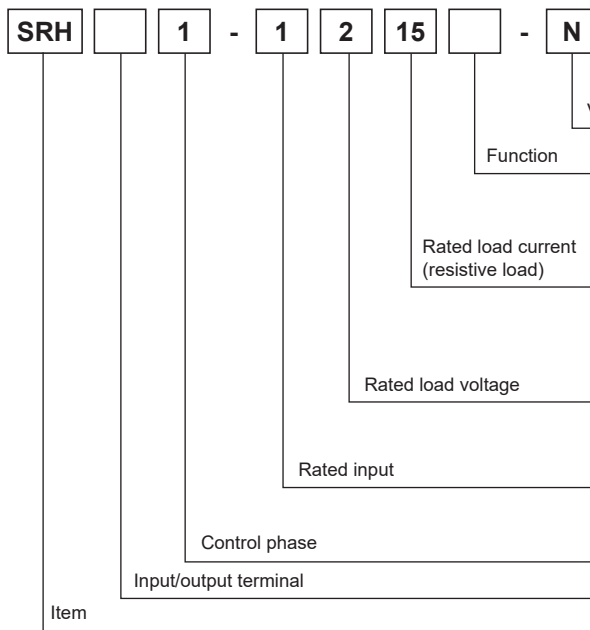 SRH 1 - 1 2 15 - N
Function
Rated load current
(resistive load)
Rated load voltage
Rated input
Control phase
Input/output terminal
Item